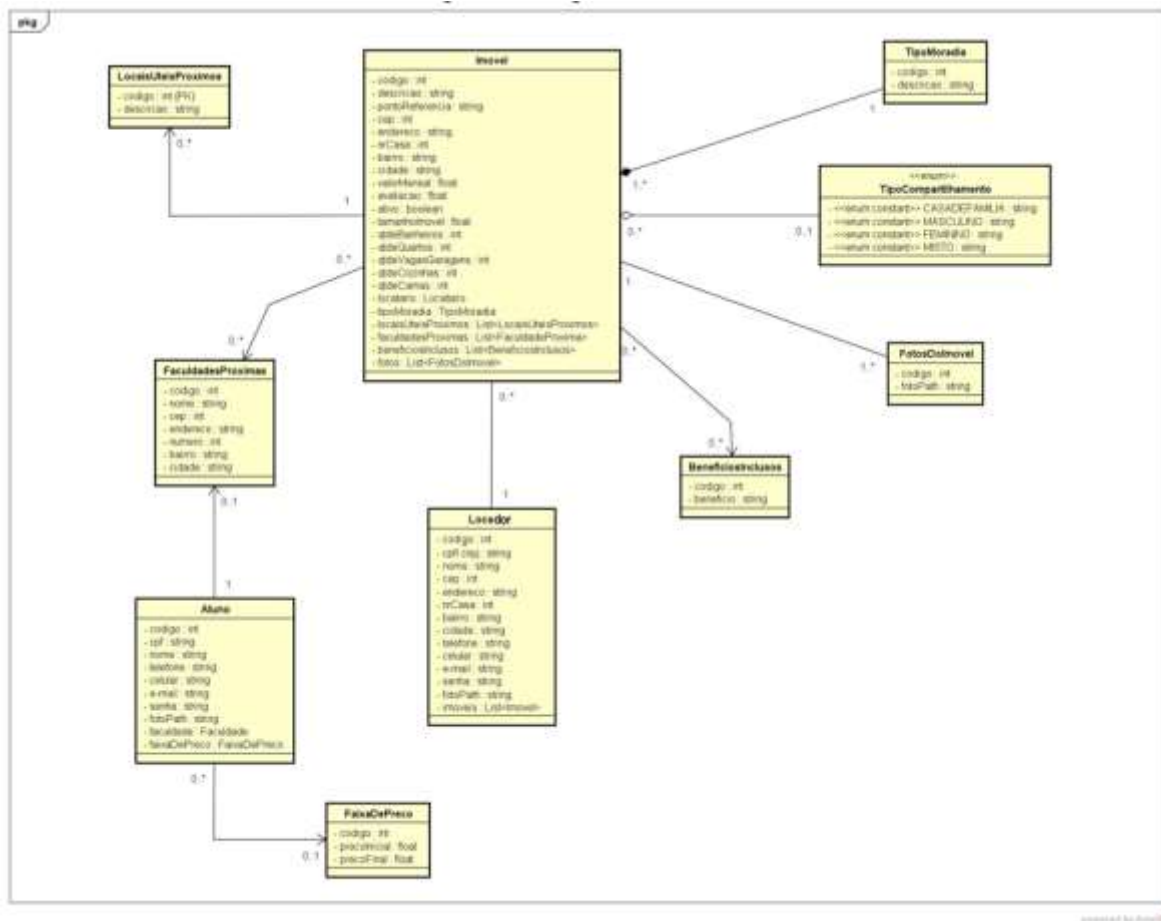 pkg
LocaisUteisProximos
- codigo : int (PK)
- descricao : string
0..*
1
Imovel
- codigo : int
- descricao : string
- pontoReferencia : string
- cep : int
- endereco : string
- nrCasa : int
- bairro : string
- cidade : string
- valorMensal : float
- avaliacao : float
- ativo : boolean
- tamanhoImovel : float
- qtdeBanheiros : int
- qtdeQuartos : int
- qtdeVagasGaragens : int
- qtdeCozinhas : int
- qtdeCamas : int
- locatario : Locatario
- tipoMoradia : TipoMoradia
- locaisUteisProximos : List<LocaisUteisProximos>
- faculdadesProximas : List<FaculdadeProxima>
- beneficiosInclusos : List<BeneficiosInclusos>
- fotos : List<FotosDoImovel>
TipoMoradia
- codigo : int
- descricao : string
1
1..*
<<enum>>
TipoCompartilhamento
- <<enum constant>> CASADEFAMILIA : string
- <<enum constant>> MASCULINO : string
- <<enum constant>> FEMININO : string
- <<enum constant>> MISTO : string
0..*
0..1
1
1..*
FotosDoImovel
- codigo : int
- fotoPath : string
0..*
0..*
BeneficiosInclusos
- codigo : int
- beneficio : string
0..*
0..*
FaculdadesProximas
- codigo : int
- nome : string
- cep : int
- endereco : string
- numero : int
- bairro : string
- cidade : string
0..1
1
0..*
1
Locador
- codigo : int
- cep : int
- nome : string
- endereco : string
- nrCasa : int
- bairro : string
- cidade : string
- telefone : string
- celular : string
- e-mail : string
- senha : string
- fotoPath : string
- imoveis : List<Imovel>
Aluno
- codigo : int
- cpf : string
- nome : string
- telefone : string
- celular : string
- e-mail : string
- senha : string
- fotoPath : string
- faculdade : Faculdade
- faixaDePreco : FaixaDePreco
0..*
0..1
FaixaDePreco
- codigo : int
- precoInicial : float
- precoFinal : float